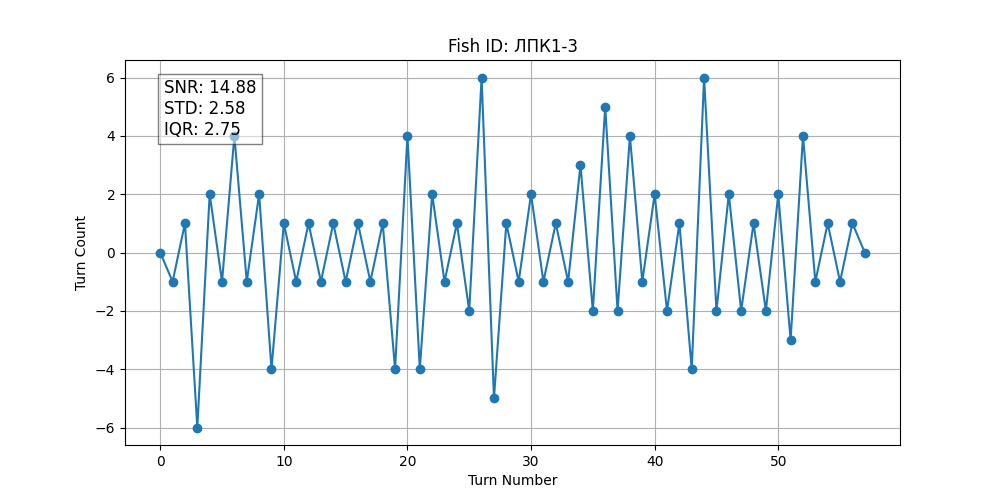 Fish ID: ЛПК1-3
SNR: 14.88
STD: 2.58
IQR: 2.75
6
4
2
0
−2
−4
−6
Turn Count
0 10 20 30 40 50
Turn Number